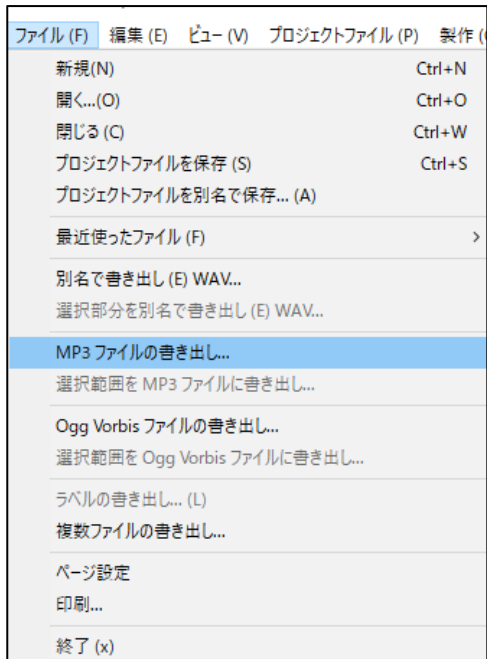 ファイル (F) 編集 (E) ビュー (V) プロジェクトファイル (P) 製作 (
新規(N) Ctrl+N
開く...(O) Ctrl+O
閉じる (C) Ctrl+W
プロジェクトファイルを保存 (S) Ctrl+S
プロジェクトファイルを別名で保存... (A)
最近使ったファイル (F) >
別名で書き出し (E) WAV...
選択部分を別名で書き出し (E) WAV...
MP3 ファイルの書き出し...
選択範囲を MP3 ファイルに書き出し...
Ogg Vorbis ファイルの書き出し...
選択範囲を Ogg Vorbis ファイルに書き出し...
ラベルの書き出し... (L)
複数ファイルの書き出し...
ページ設定
印刷...
終了 (x)